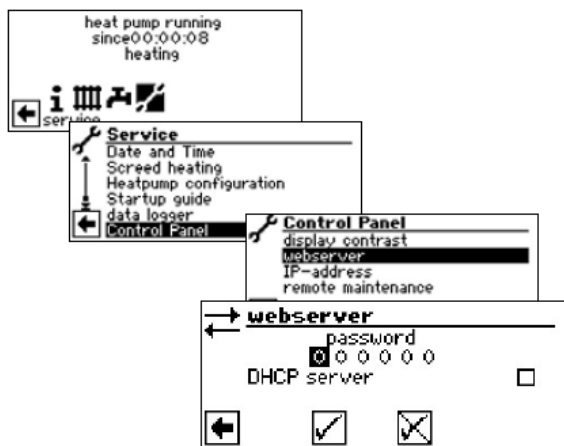 heat pump running
since00:00:08
heating
service
Service
Date and Time
Screed heating
Heatpump configuration
Startup guide
data logger
Control Panel
Control Panel
display contrast
webserver
IP-address
remote maintenance
webserver
password
0 0 0 0 0 0
DHCP server